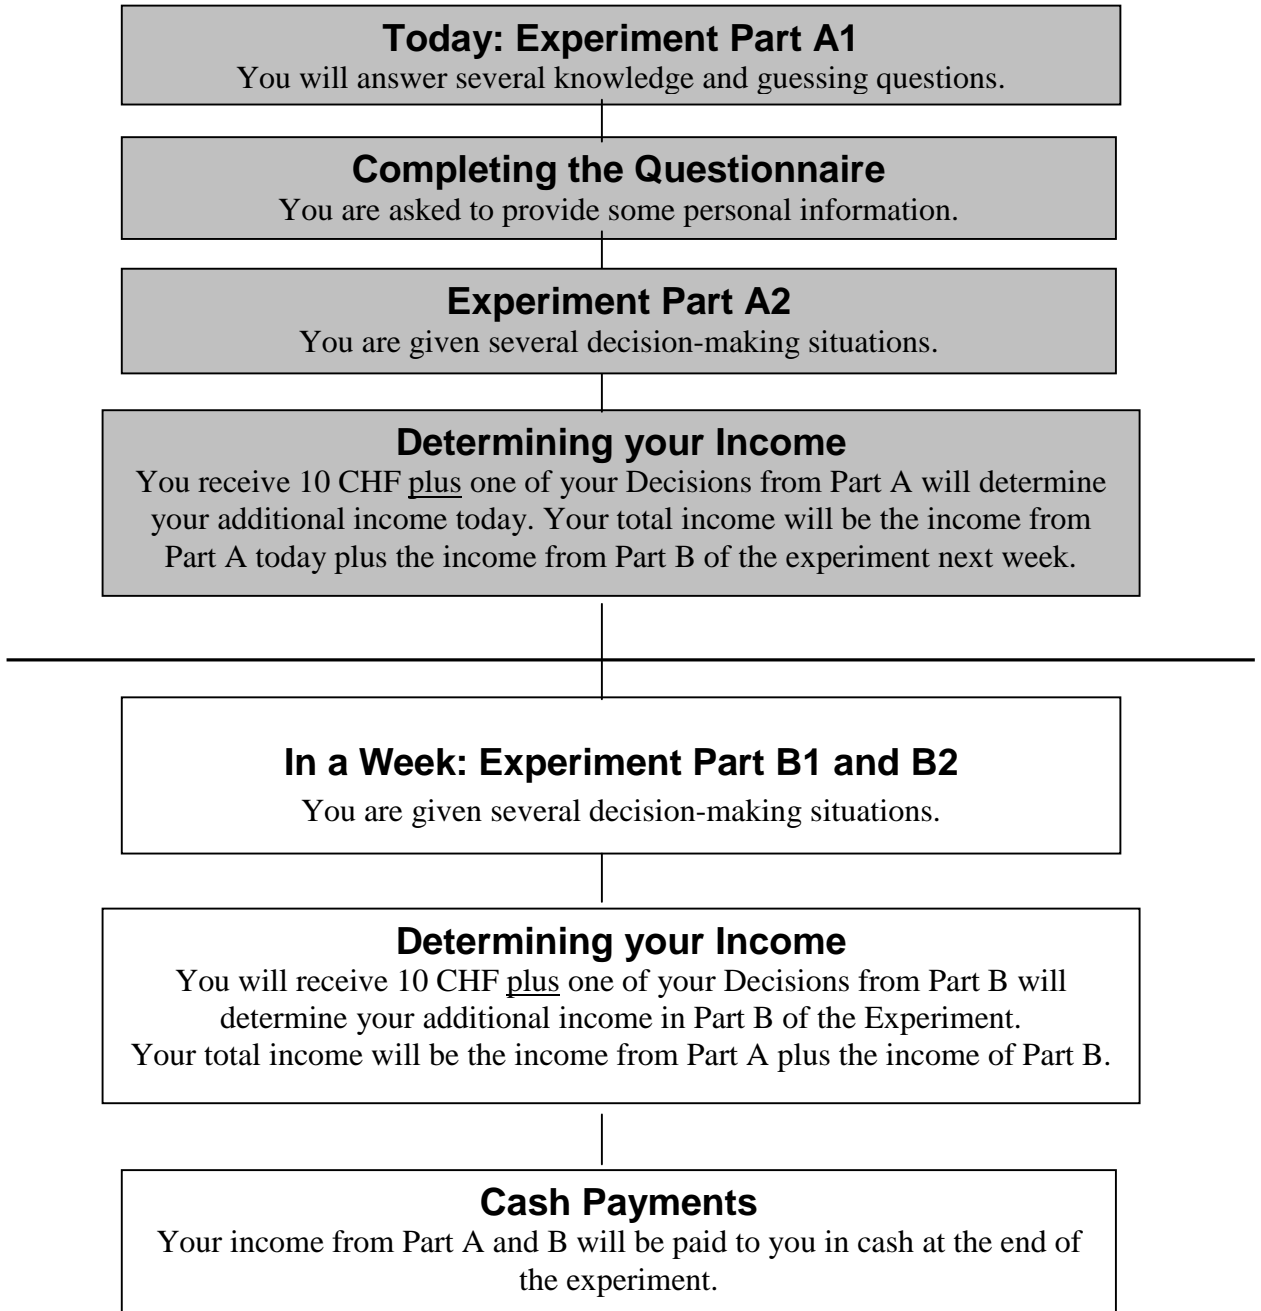 Today: Experiment Part A1
You will answer several knowledge and guessing questions.
Completing the Questionnaire
You are asked to provide some personal information.
Experiment Part A2
You are given several decision-making situations.
Determining your Income
You receive 10 CHF plus one of your Decisions from Part A will determine
your additional income today. Your total income will be the income from
Part A today plus the income from Part B of the experiment next week.
In a Week: Experiment Part B1 and B2
You are given several decision-making situations.
Determining your Income
You will receive 10 CHF plus one of your Decisions from Part B will
determine your additional income in Part B of the Experiment.
Your total income will be the income from Part A plus the income of Part B.
Cash Payments
Your income from Part A and B will be paid to you in cash at the end of
the experiment.